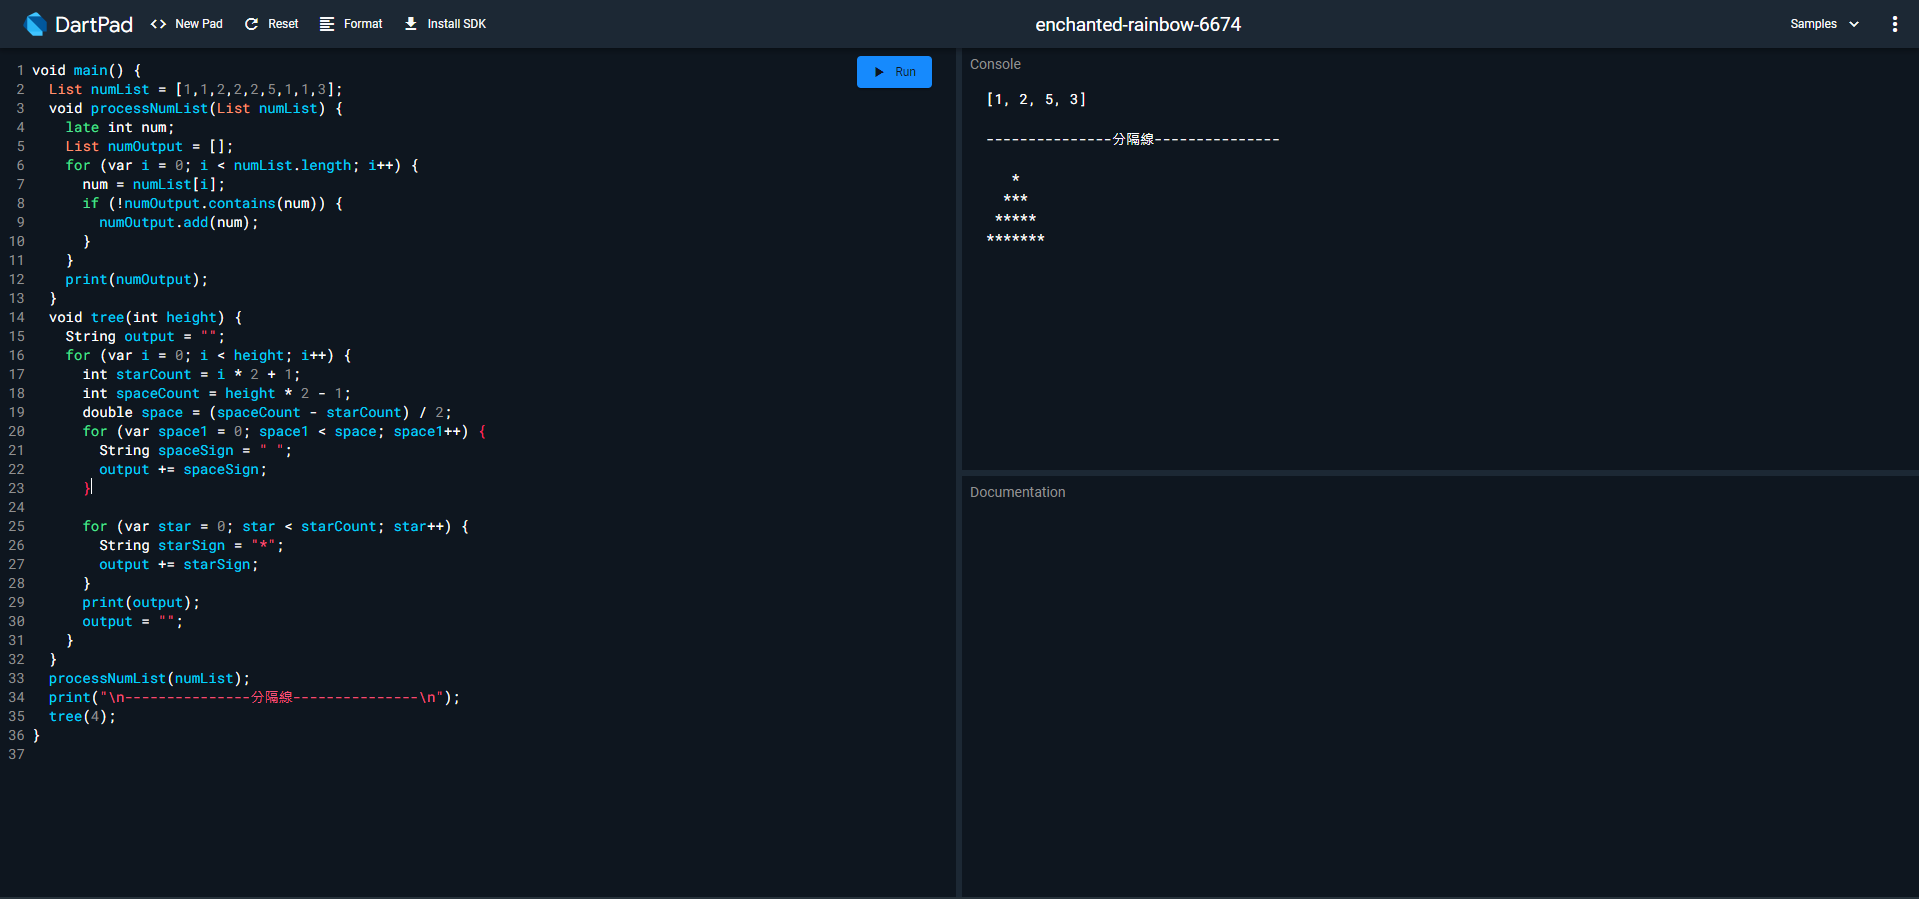 DartPad <> New Pad Reset Format Install SDK enchanted-rainbow-6674 Samples
1 void main() {
2   List numList = [1,1,2,2,2,5,1,1,3];
3   void processNumList(List numList) {
4     late int num;
5     List numOutput = [];
6     for (var i = 0; i < numList.length; i++) {
7       num = numList[i];
8       if (!numOutput.contains(num)) {
9         numOutput.add(num);
10       }
11     }
12     print(numOutput);
13   }
14   void tree(int height) {
15     String output = "";
16     for (var i = 0; i < height; i++) {
17       int starCount = i * 2 + 1;
18       int spaceCount = height * 2 - 1;
19       double space = (spaceCount - starCount) / 2;
20       for (var space1 = 0; space1 < space; space1++) {
21         String spaceSign = " ";
22         output += spaceSign;
23       }
24
25       for (var star = 0; star < starCount; star++) {
26         String starSign = "*";
27         output += starSign;
28       }
29       print(output);
30       output = "";
31     }
32   }
33   processNumList(numList);
34   print("\n---------------分隔線---------------\n");
35   tree(4);
36 }
37
Run
Console
[1, 2, 5, 3]
---------------分隔線---------------
   *
  ***
 *****
*******
Documentation